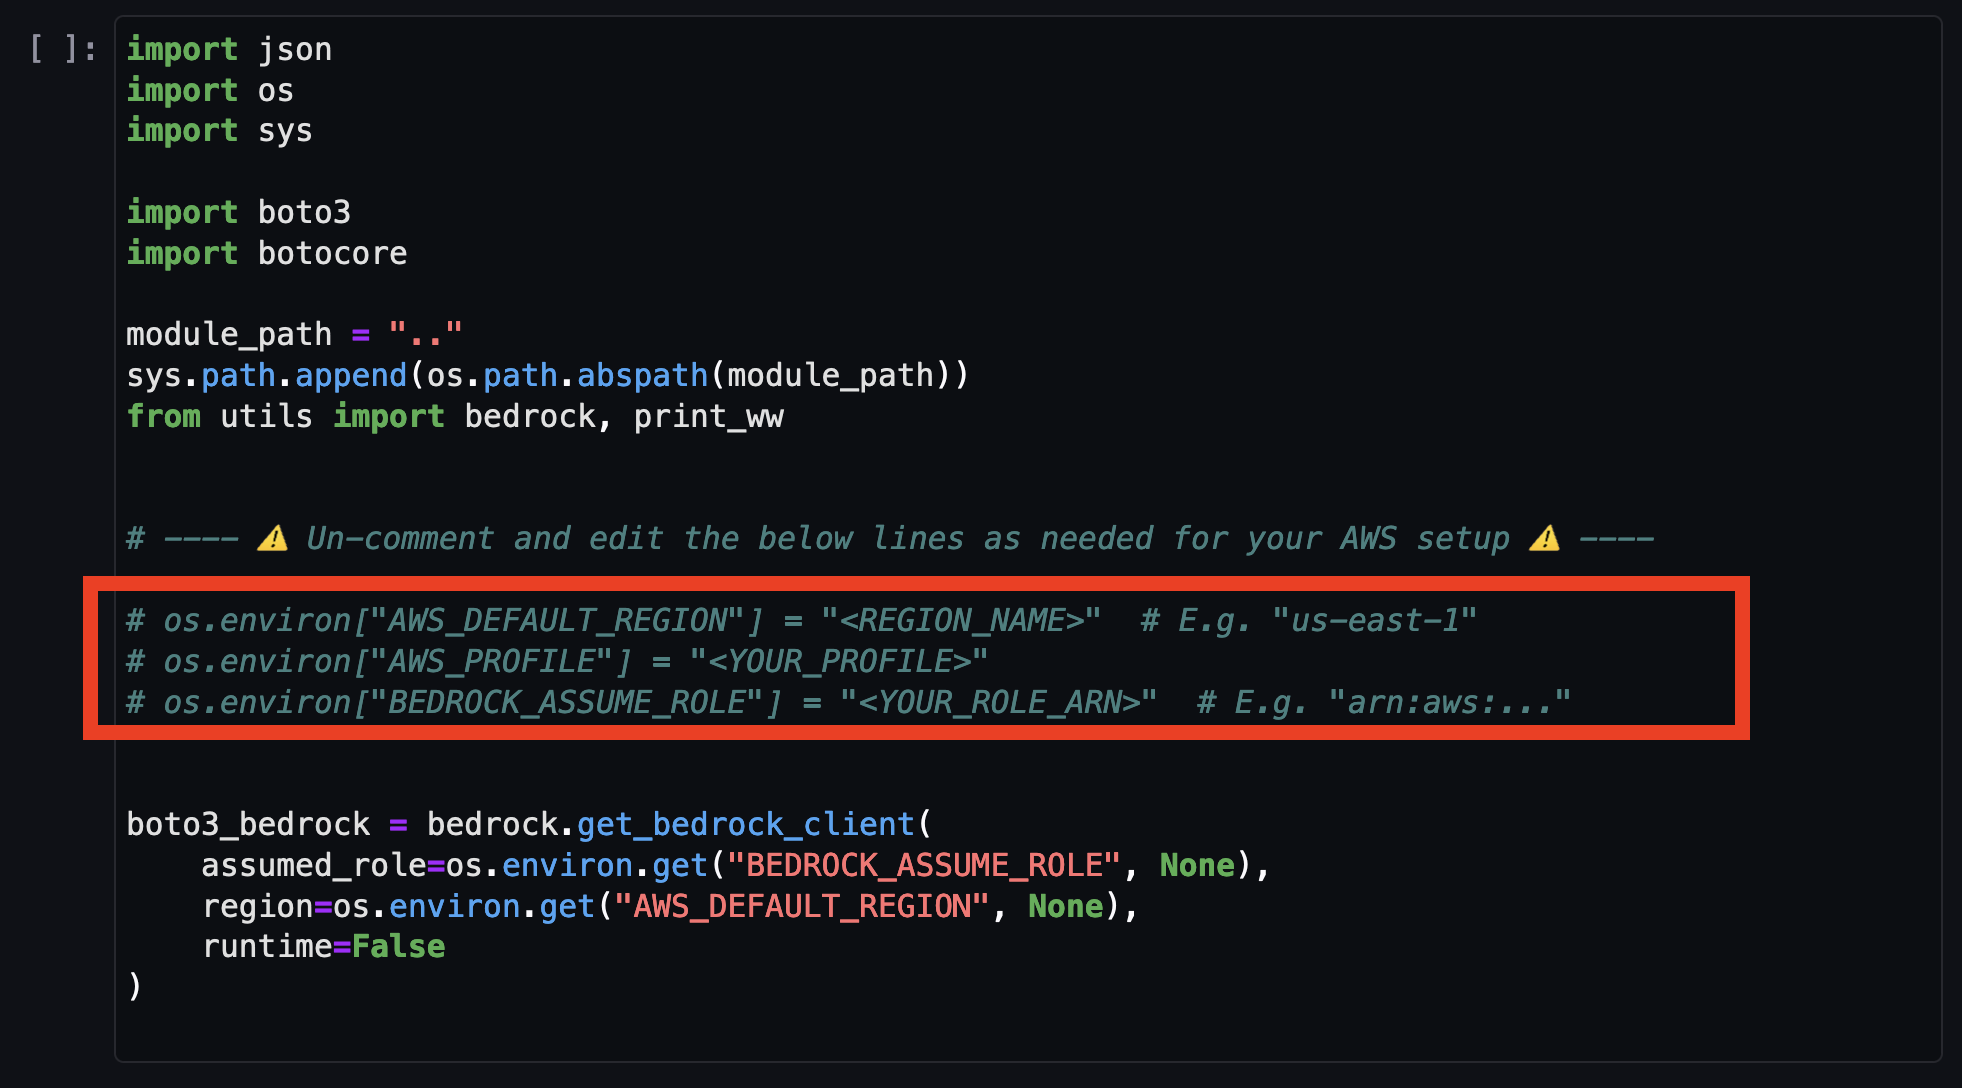 [ ]:
import json
import os
import sys
import boto3
import botocore
module_path = ".."
sys.path.append(os.path.abspath(module_path))
from utils import bedrock, print_ww
# ---- ⚠️ Un-comment and edit the below lines as needed for your AWS setup ⚠️ ----
# os.environ["AWS_DEFAULT_REGION"] = "<REGION_NAME>"  # E.g. "us-east-1"
# os.environ["AWS_PROFILE"] = "<YOUR_PROFILE>"
# os.environ["BEDROCK_ASSUME_ROLE"] = "<YOUR_ROLE_ARN>"  # E.g. "arn:aws:..."
boto3_bedrock = bedrock.get_bedrock_client(
    assumed_role=os.environ.get("BEDROCK_ASSUME_ROLE", None),
    region=os.environ.get("AWS_DEFAULT_REGION", None),
    runtime=False
)